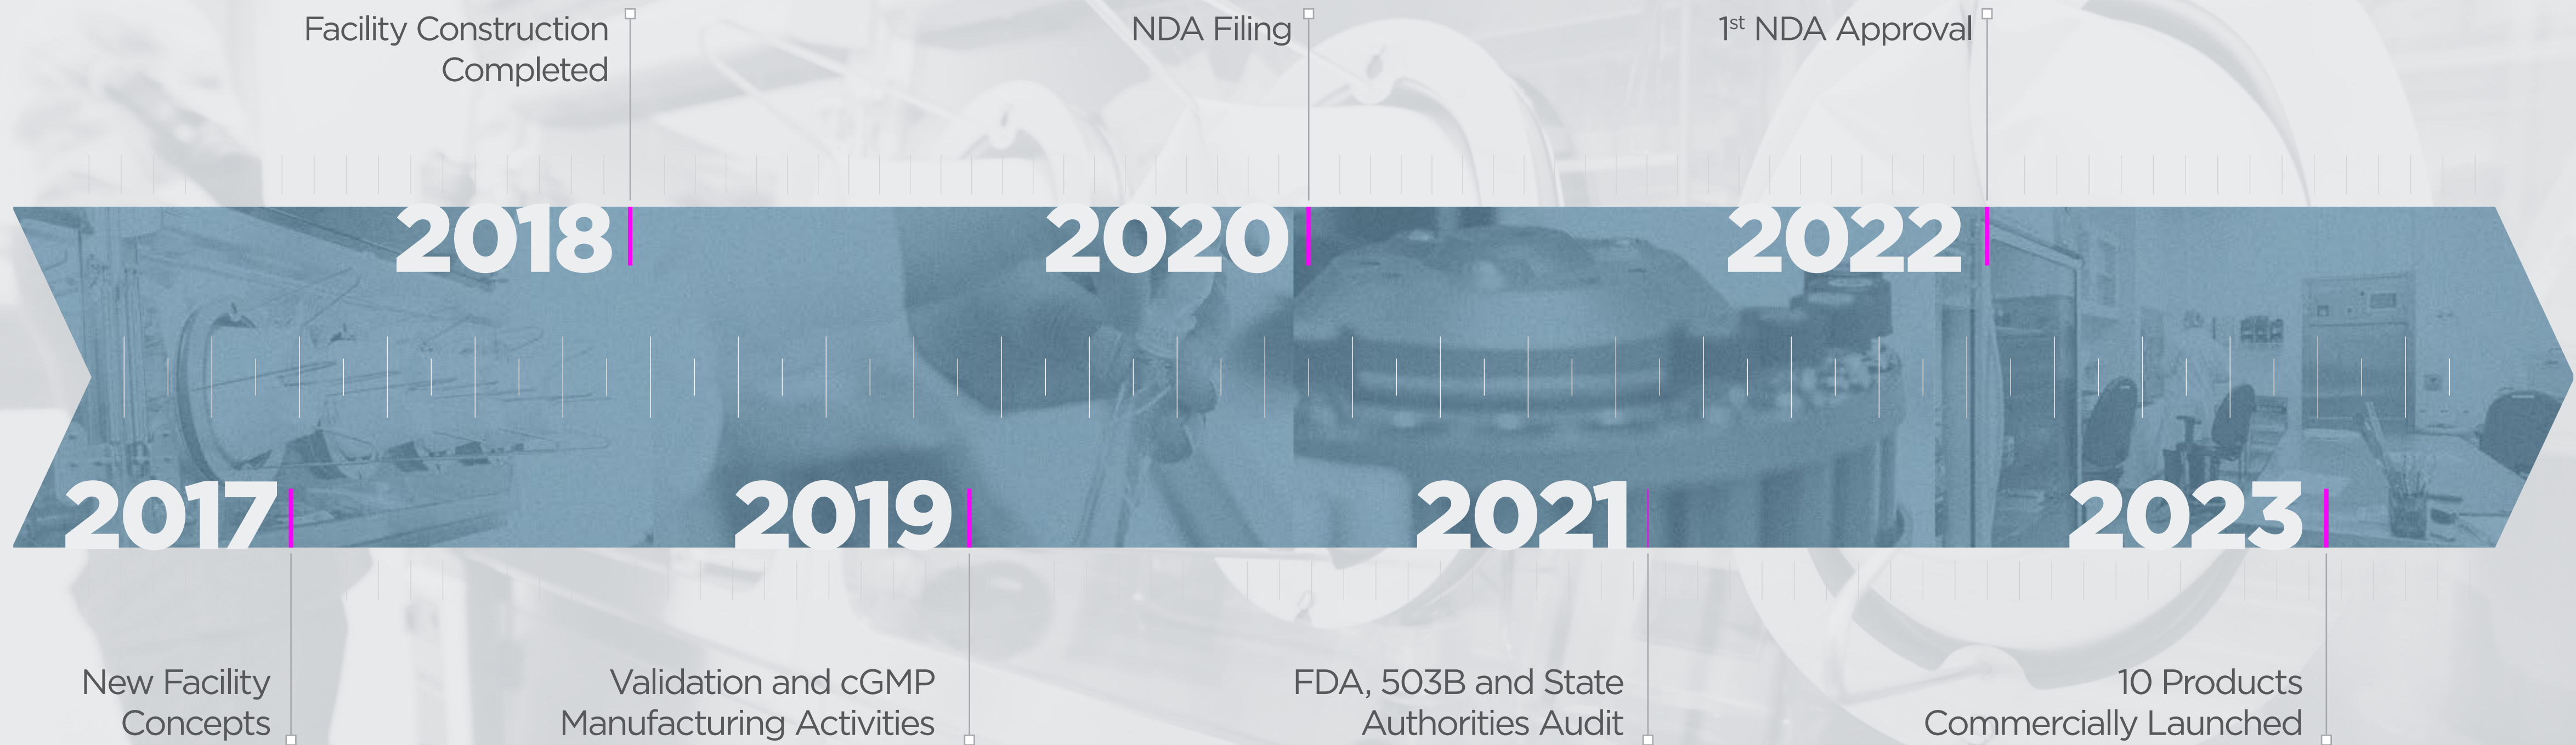 Facility Construction
Completed
NDA Filing
1st NDA Approval
2018
2020
2022
2017
2019
2021
2023
New Facility
Concepts
Validation and cGMP
Manufacturing Activities
FDA, 503B and State
Authorities Audit
10 Products
Commercially Launched